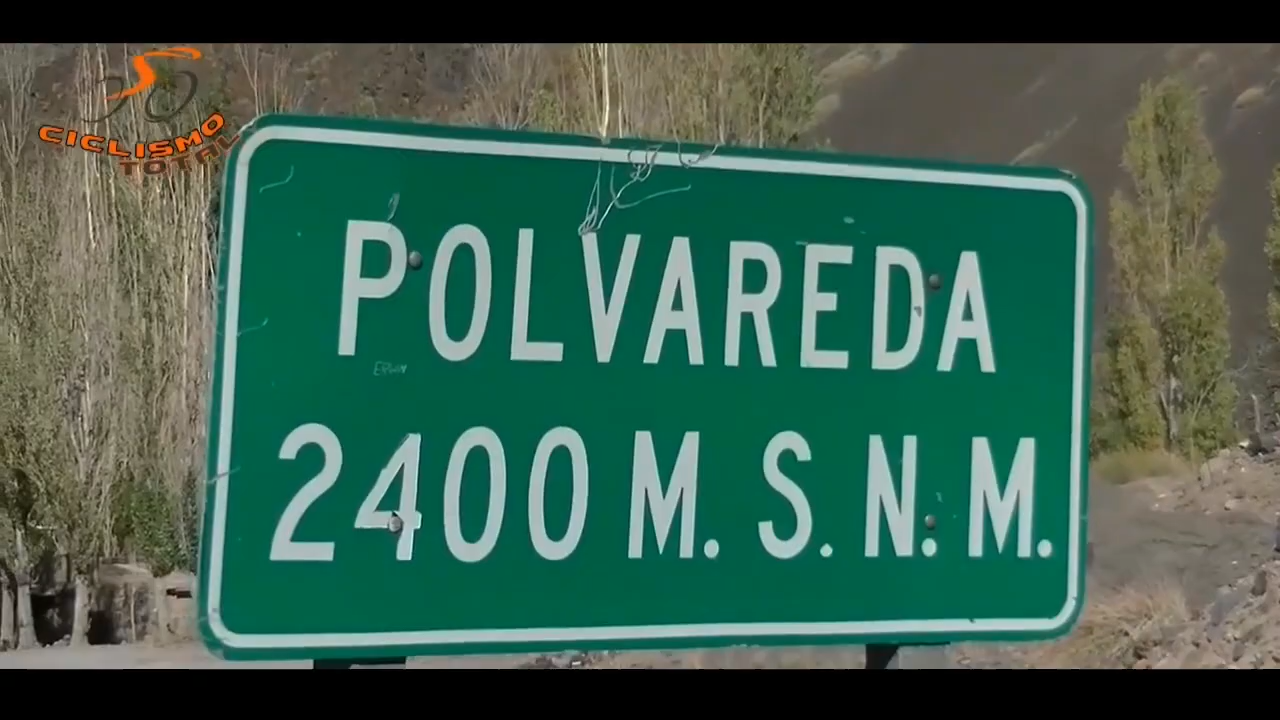 CICLISMO
TOTAL
POLVAREDA
2400 M. S. N. M.